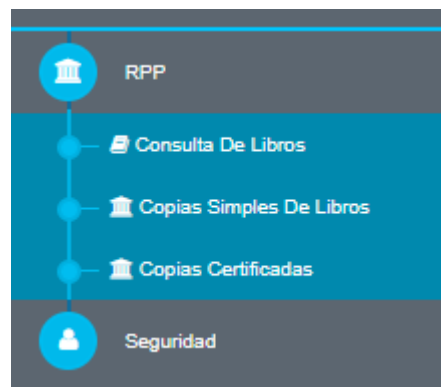 RPP
Consulta De Libros
Copias Simples De Libros
Copias Certificadas
Seguridad